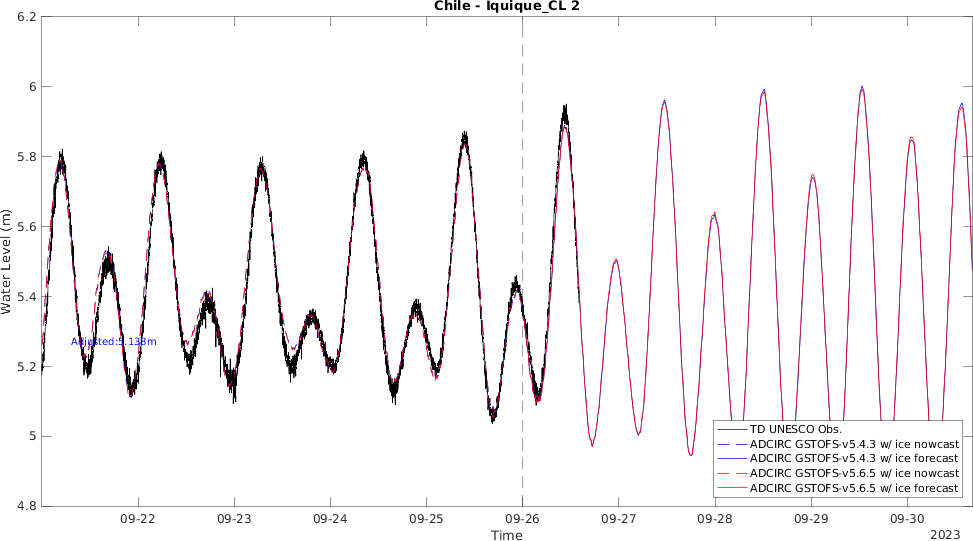 Chile - Iquique_CL 2
6.2
6
5.8
5.6
5.4
5.2
5
4.8
Water Level (m)
Adjusted:5.138m
TD UNESCO Obs.
ADCIRC GSTOFS-v5.4.3 w/ ice nowcast
ADCIRC GSTOFS-v5.4.3 w/ ice forecast
ADCIRC GSTOFS-v5.6.5 w/ ice nowcast
ADCIRC GSTOFS-v5.6.5 w/ ice forecast
09-22 09-23 09-24 09-25 09-26 09-27 09-28 09-29 09-30
Time
2023